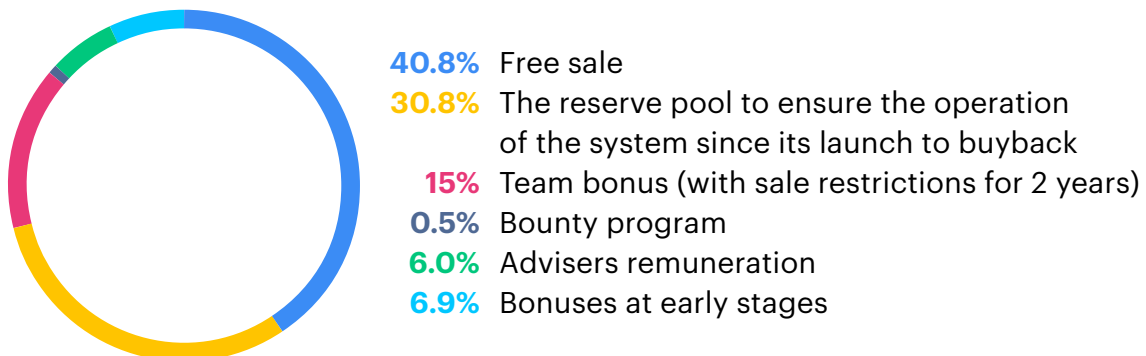 40.8% Free sale
30.8% The reserve pool to ensure the operation
of the system since its launch to buyback
15% Team bonus (with sale restrictions for 2 years)
0.5% Bounty program
6.0% Advisers remuneration
6.9% Bonuses at early stages